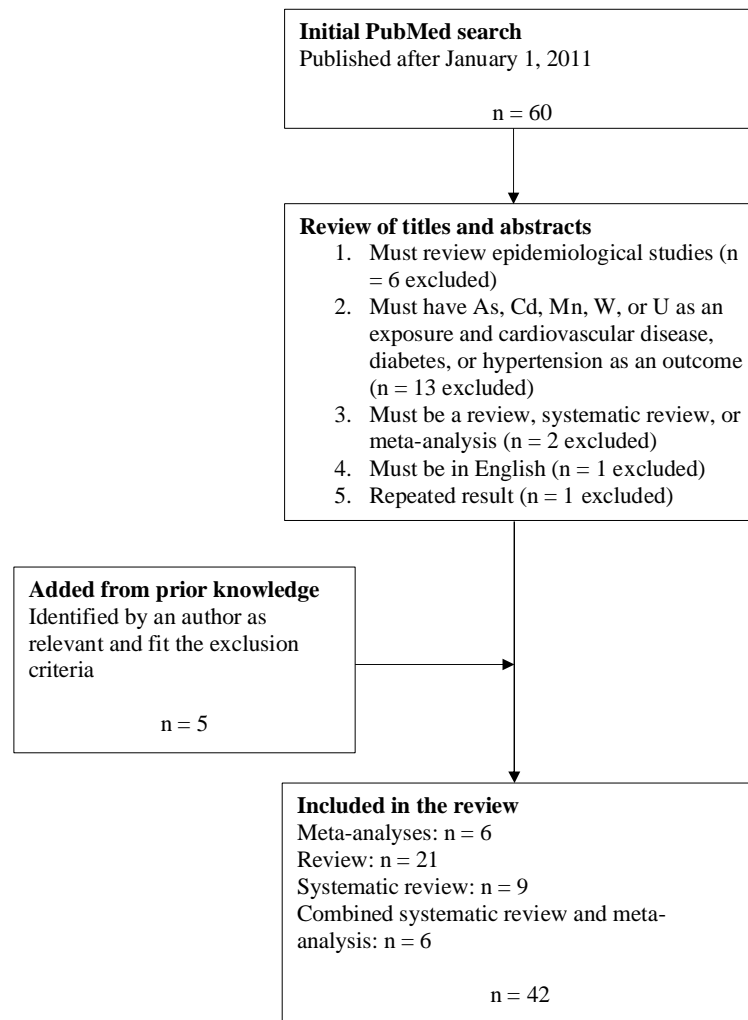 Initial PubMed search
Published after January 1, 2011
n = 60
Review of titles and abstracts
1. Must review epidemiological studies (n
= 6 excluded)
2. Must have As, Cd, Mn, W, or U as an
exposure and cardiovascular disease,
diabetes, or hypertension as an outcome
(n = 13 excluded)
3. Must be a review, systematic review, or
meta-analysis (n = 2 excluded)
4. Must be in English (n = 1 excluded)
5. Repeated result (n = 1 excluded)
Added from prior knowledge
Identified by an author as
relevant and fit the exclusion
criteria
n = 5
Included in the review
Meta-analyses: n = 6
Review: n = 21
Systematic review: n = 9
Combined systematic review and meta-
analysis: n = 6
n = 42